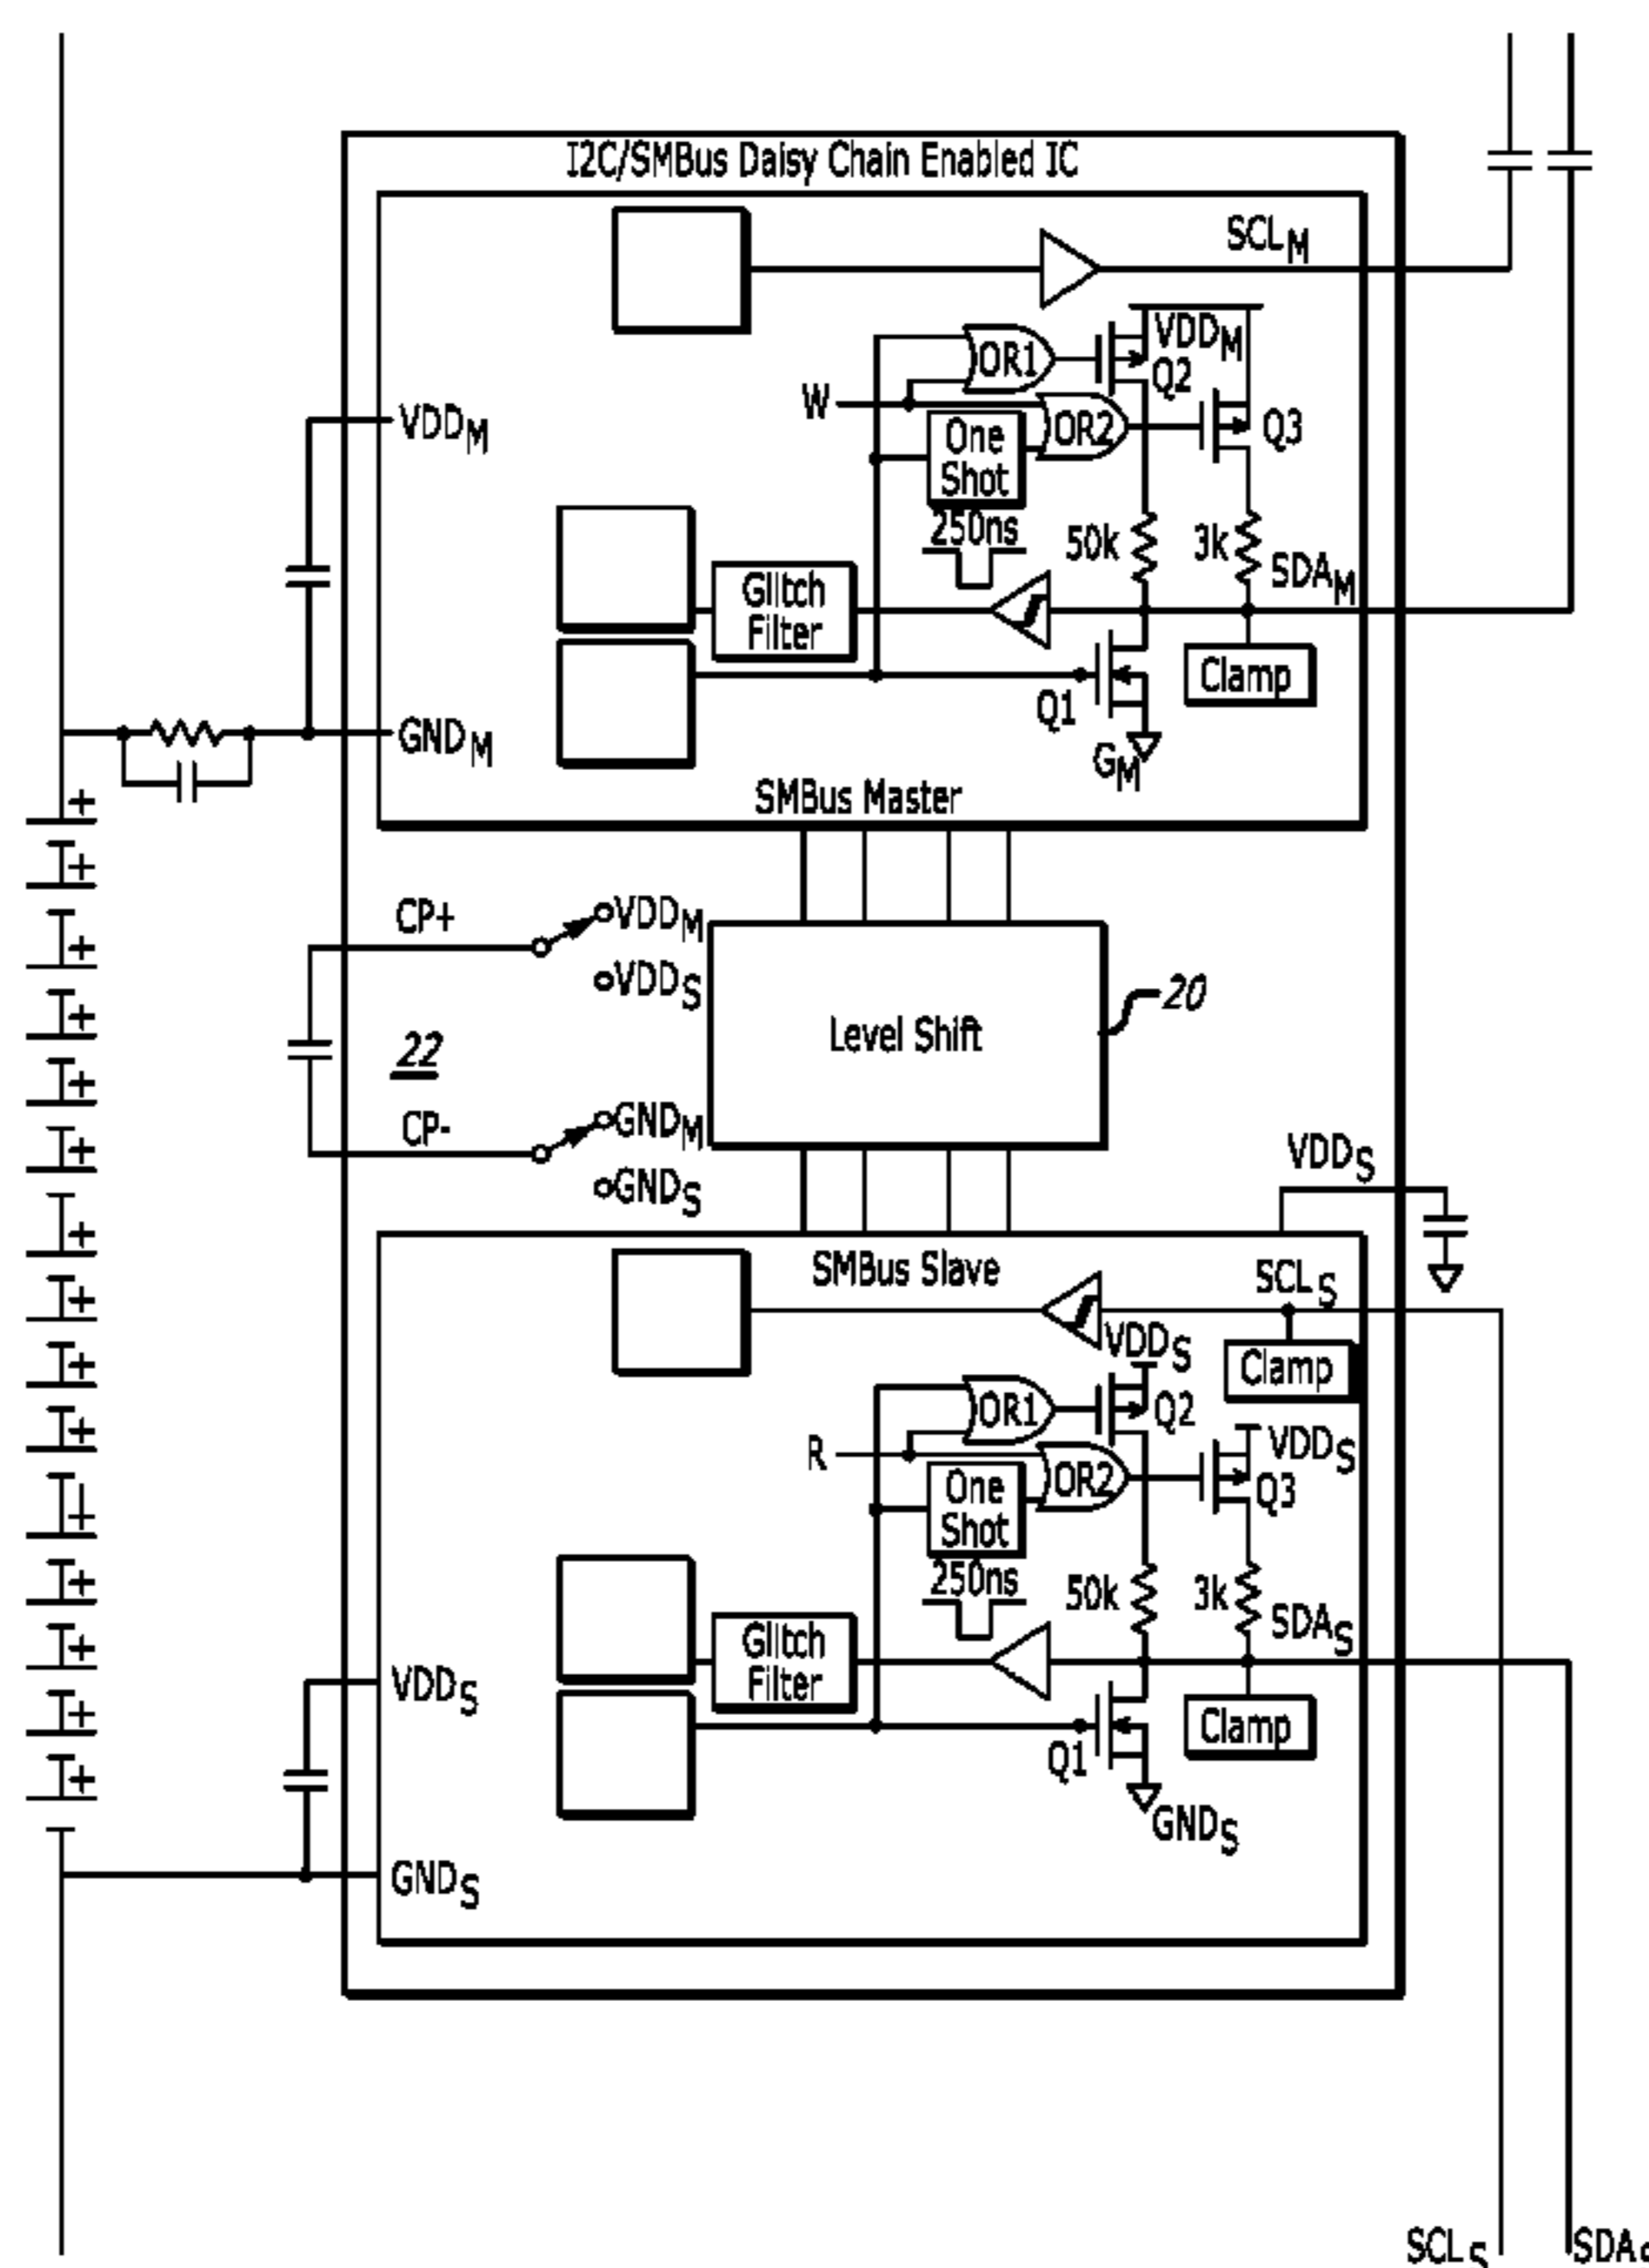 I2C/SMBus Daisy Chain Enabled IC
SCLM
VDDM
OR1
Q2
W
OR2
Q3
One
Shot
VDDM
250ns
50k
3k
SDAM
Glitch
Filter
Clamp
Q1
GNDM
GM
SMBus Master
+
+
CP+
VDDM
+
VDDS
20
+
Level Shift
22
+
CP-
GNDM
+
VDDS
GNDS
+
SMBus Slave
SCLS
+
VDDS
Clamp
+
OR1
Q2
+
R
VDDS
OR2
Q3
One
Shot
+
250ns
+
50k
3k
SDAS
Glitch
Filter
+
VDDS
+
Clamp
Q1
+
GNDS
GNDS
SCLS
SDAS